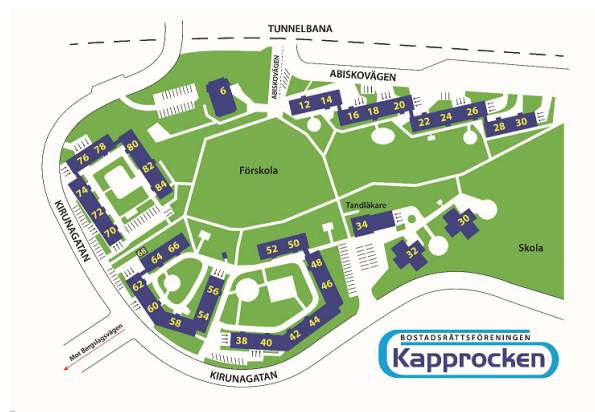 TUNNELBANA
ABISKOVÄGEN
ABISKOVÄGEN
6
12 14
16 18 20
22 24 26
28 30
76 78
80
82
84
74
72
70
Förskola
Tandläkare
34
30
32
Skola
68
64 66
62
60
58
56
54
52 50
48
46
44
42
38 40
KIRUNAGATAN
KIRUNAGATAN
Mot Bergslagsvägen
BOSTADSRÄTTSFÖRENINGEN
Kapprocken